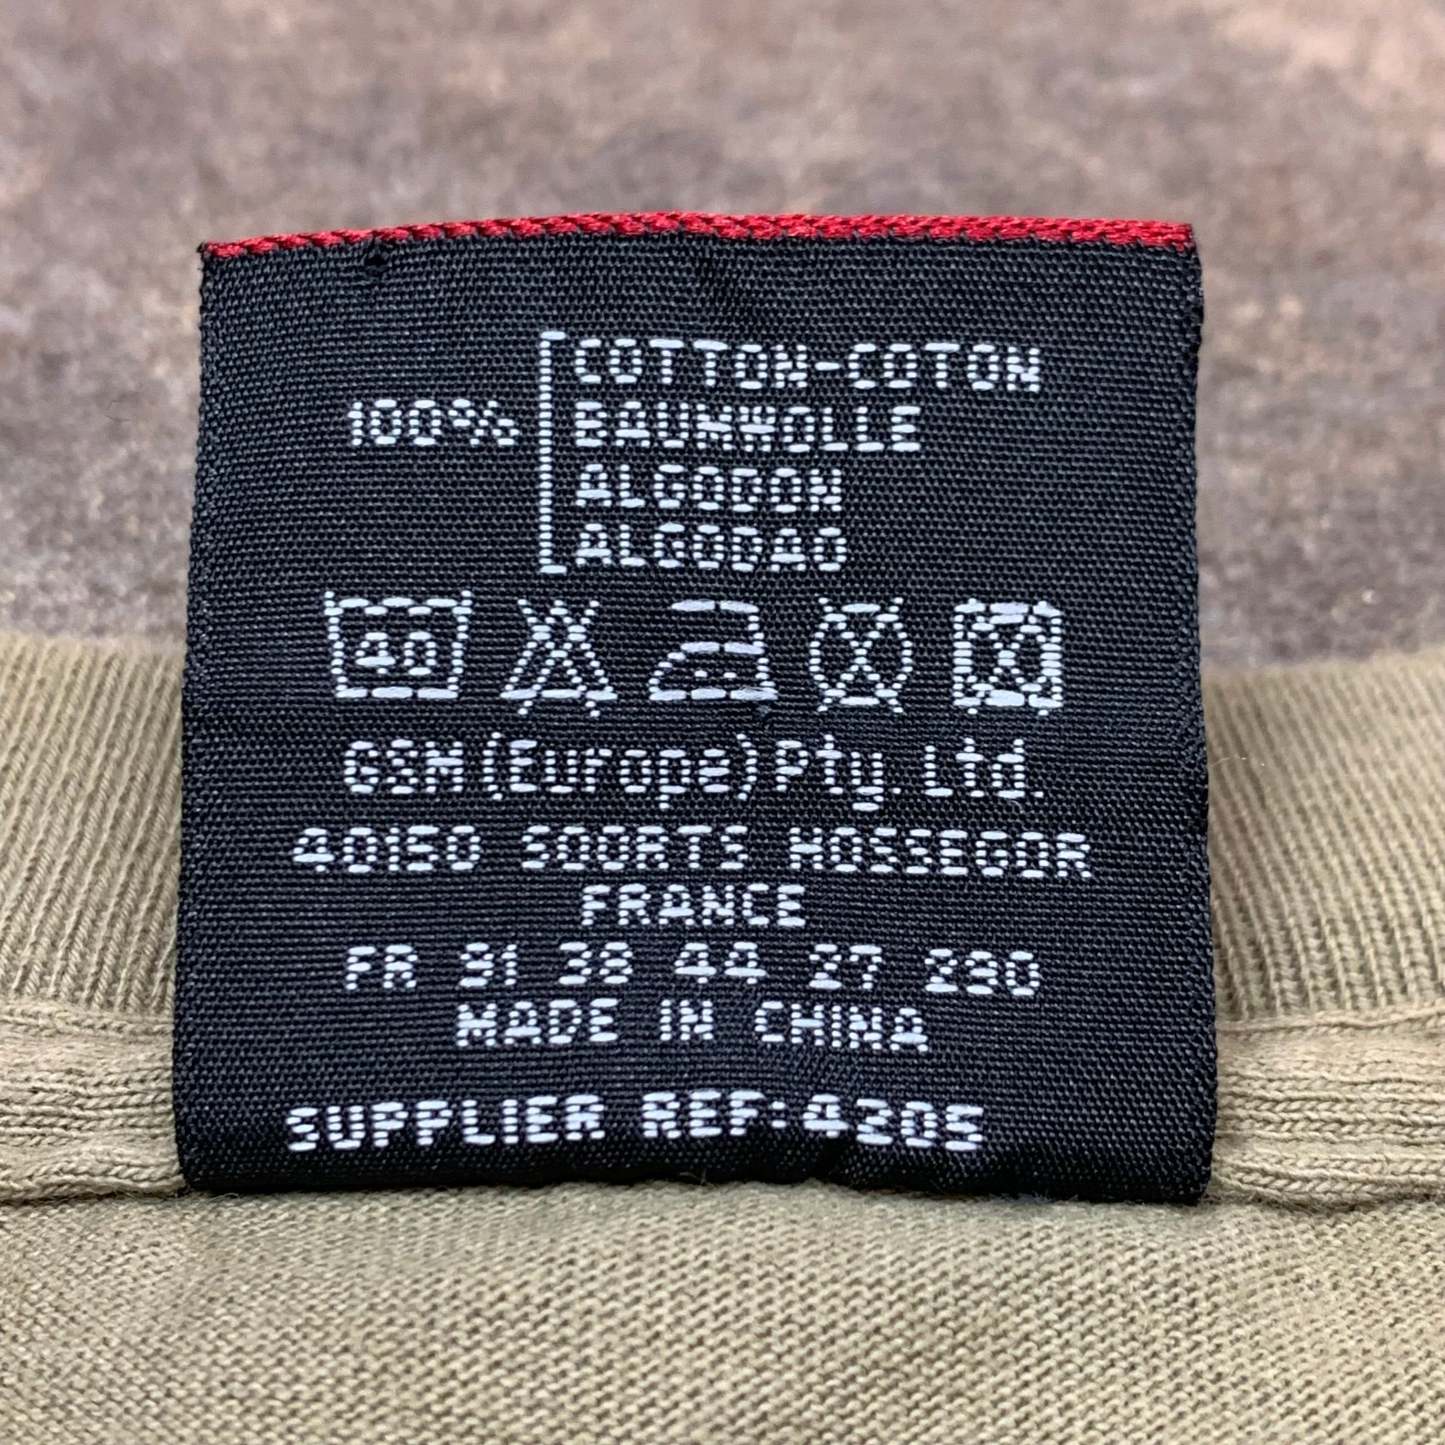 100%
COTTON-COTON
BAUMWOLLE
ALGODON
ALGODAO
40
GSM (Europe) Pty. Ltd.
40150 SOORTS HOSSEGOR
FRANCE
FR 91 38 44 27 290
MADE IN CHINA
SUPPLIER REF:4205